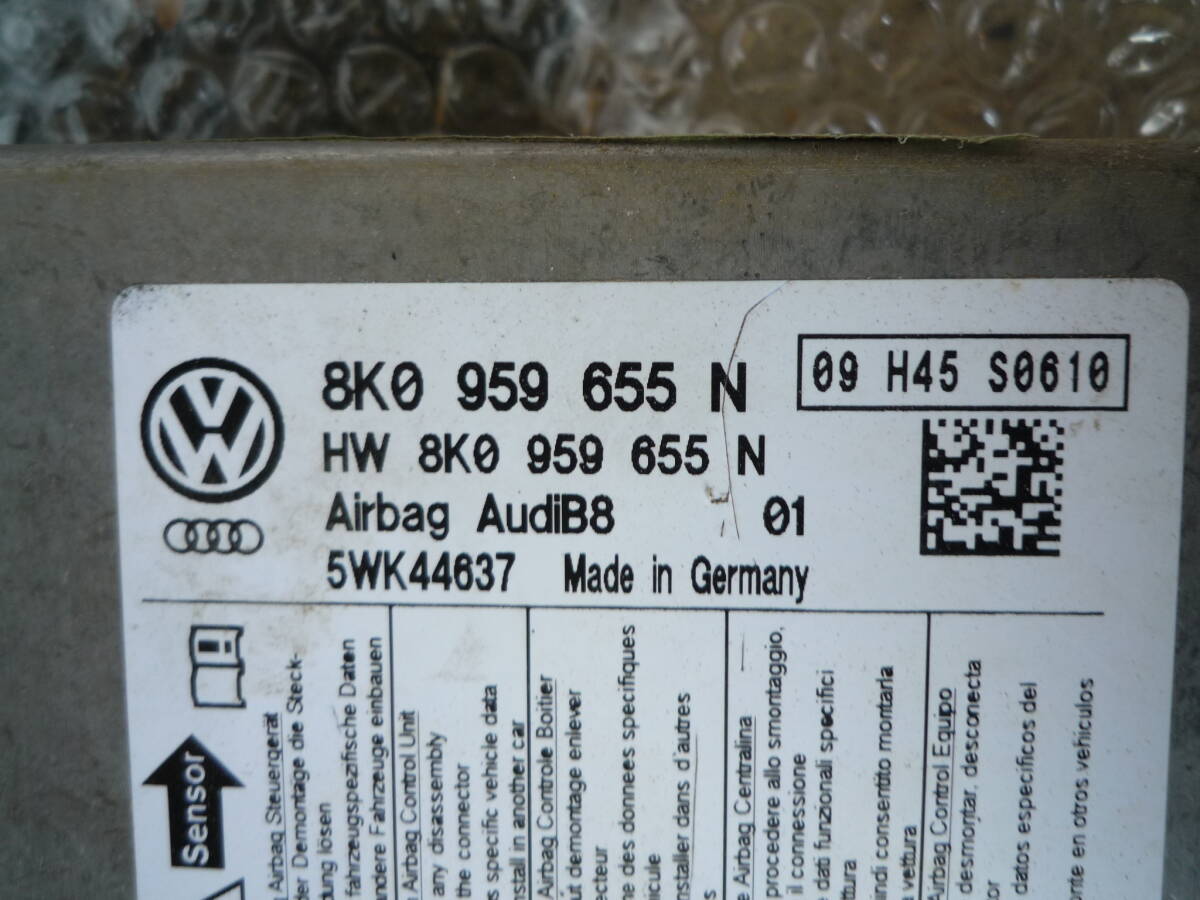 8K0 959 655 N
09 H45 S0610
HW 8K0 959 655 N
Airbag AudiB8 01
5WK44637 Made in Germany
Sensor
Airbag Steuergerät
der Demontage die Steck-
dung lösen
fahrzeugspezifische Daten
andere Fahrzeuge einbauen
Airbag Control Unit
any disassembly
the connector
s specific vehicle data
nstall in another car
Airbag Controle Boitier
ut demontage enlever
ecteur
ne des donnees specifiques
hicule
nstaller dans d'autres
e Airbag Centralina
procedere allo smontaggio,
il connessione
dati funzionali specifici
ttura
indi consentito montarla
vettura
Airbag Control Equipo
desmontar, desconecta
or
datos especificos del
onte en otros vehiculos